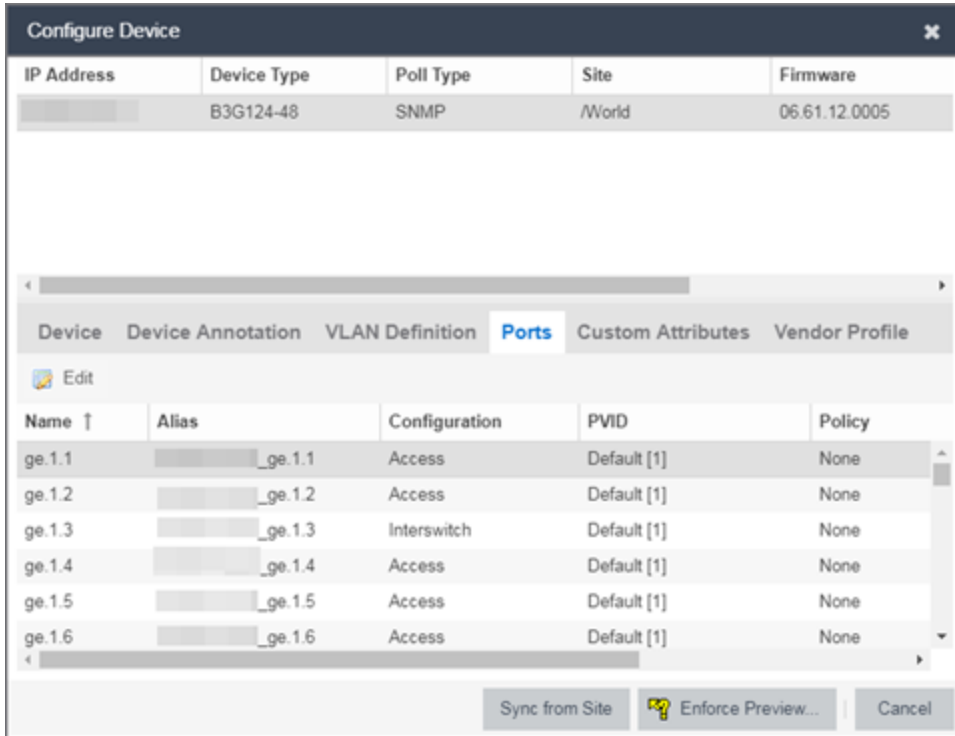 Configure Device
IP Address Device Type Poll Type Site Firmware
B3G124-48 SNMP /World 06.61.12.0005
Device Device Annotation VLAN Definition Ports Custom Attributes Vendor Profile
Edit
Name ↑ Alias Configuration PVID Policy
ge.1.1 _ge.1.1 Access Default [1] None
ge.1.2 _ge.1.2 Access Default [1] None
ge.1.3 _ge.1.3 Interswitch Default [1] None
ge.1.4 _ge.1.4 Access Default [1] None
ge.1.5 _ge.1.5 Access Default [1] None
ge.1.6 _ge.1.6 Access Default [1] None
Sync from Site Enforce Preview... Cancel